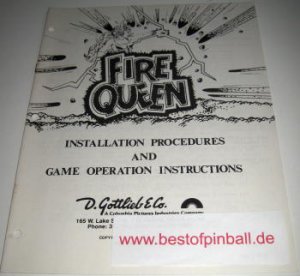 FIRE
QUEEN
INSTALLATION PROCEDURES
AND
GAME OPERATION INSTRUCTIONS
D. Gottlieb & Co.
A Columbia Pictures Industries Company
165 W. Lake S
Phone: 3
www.bestofpinball.de